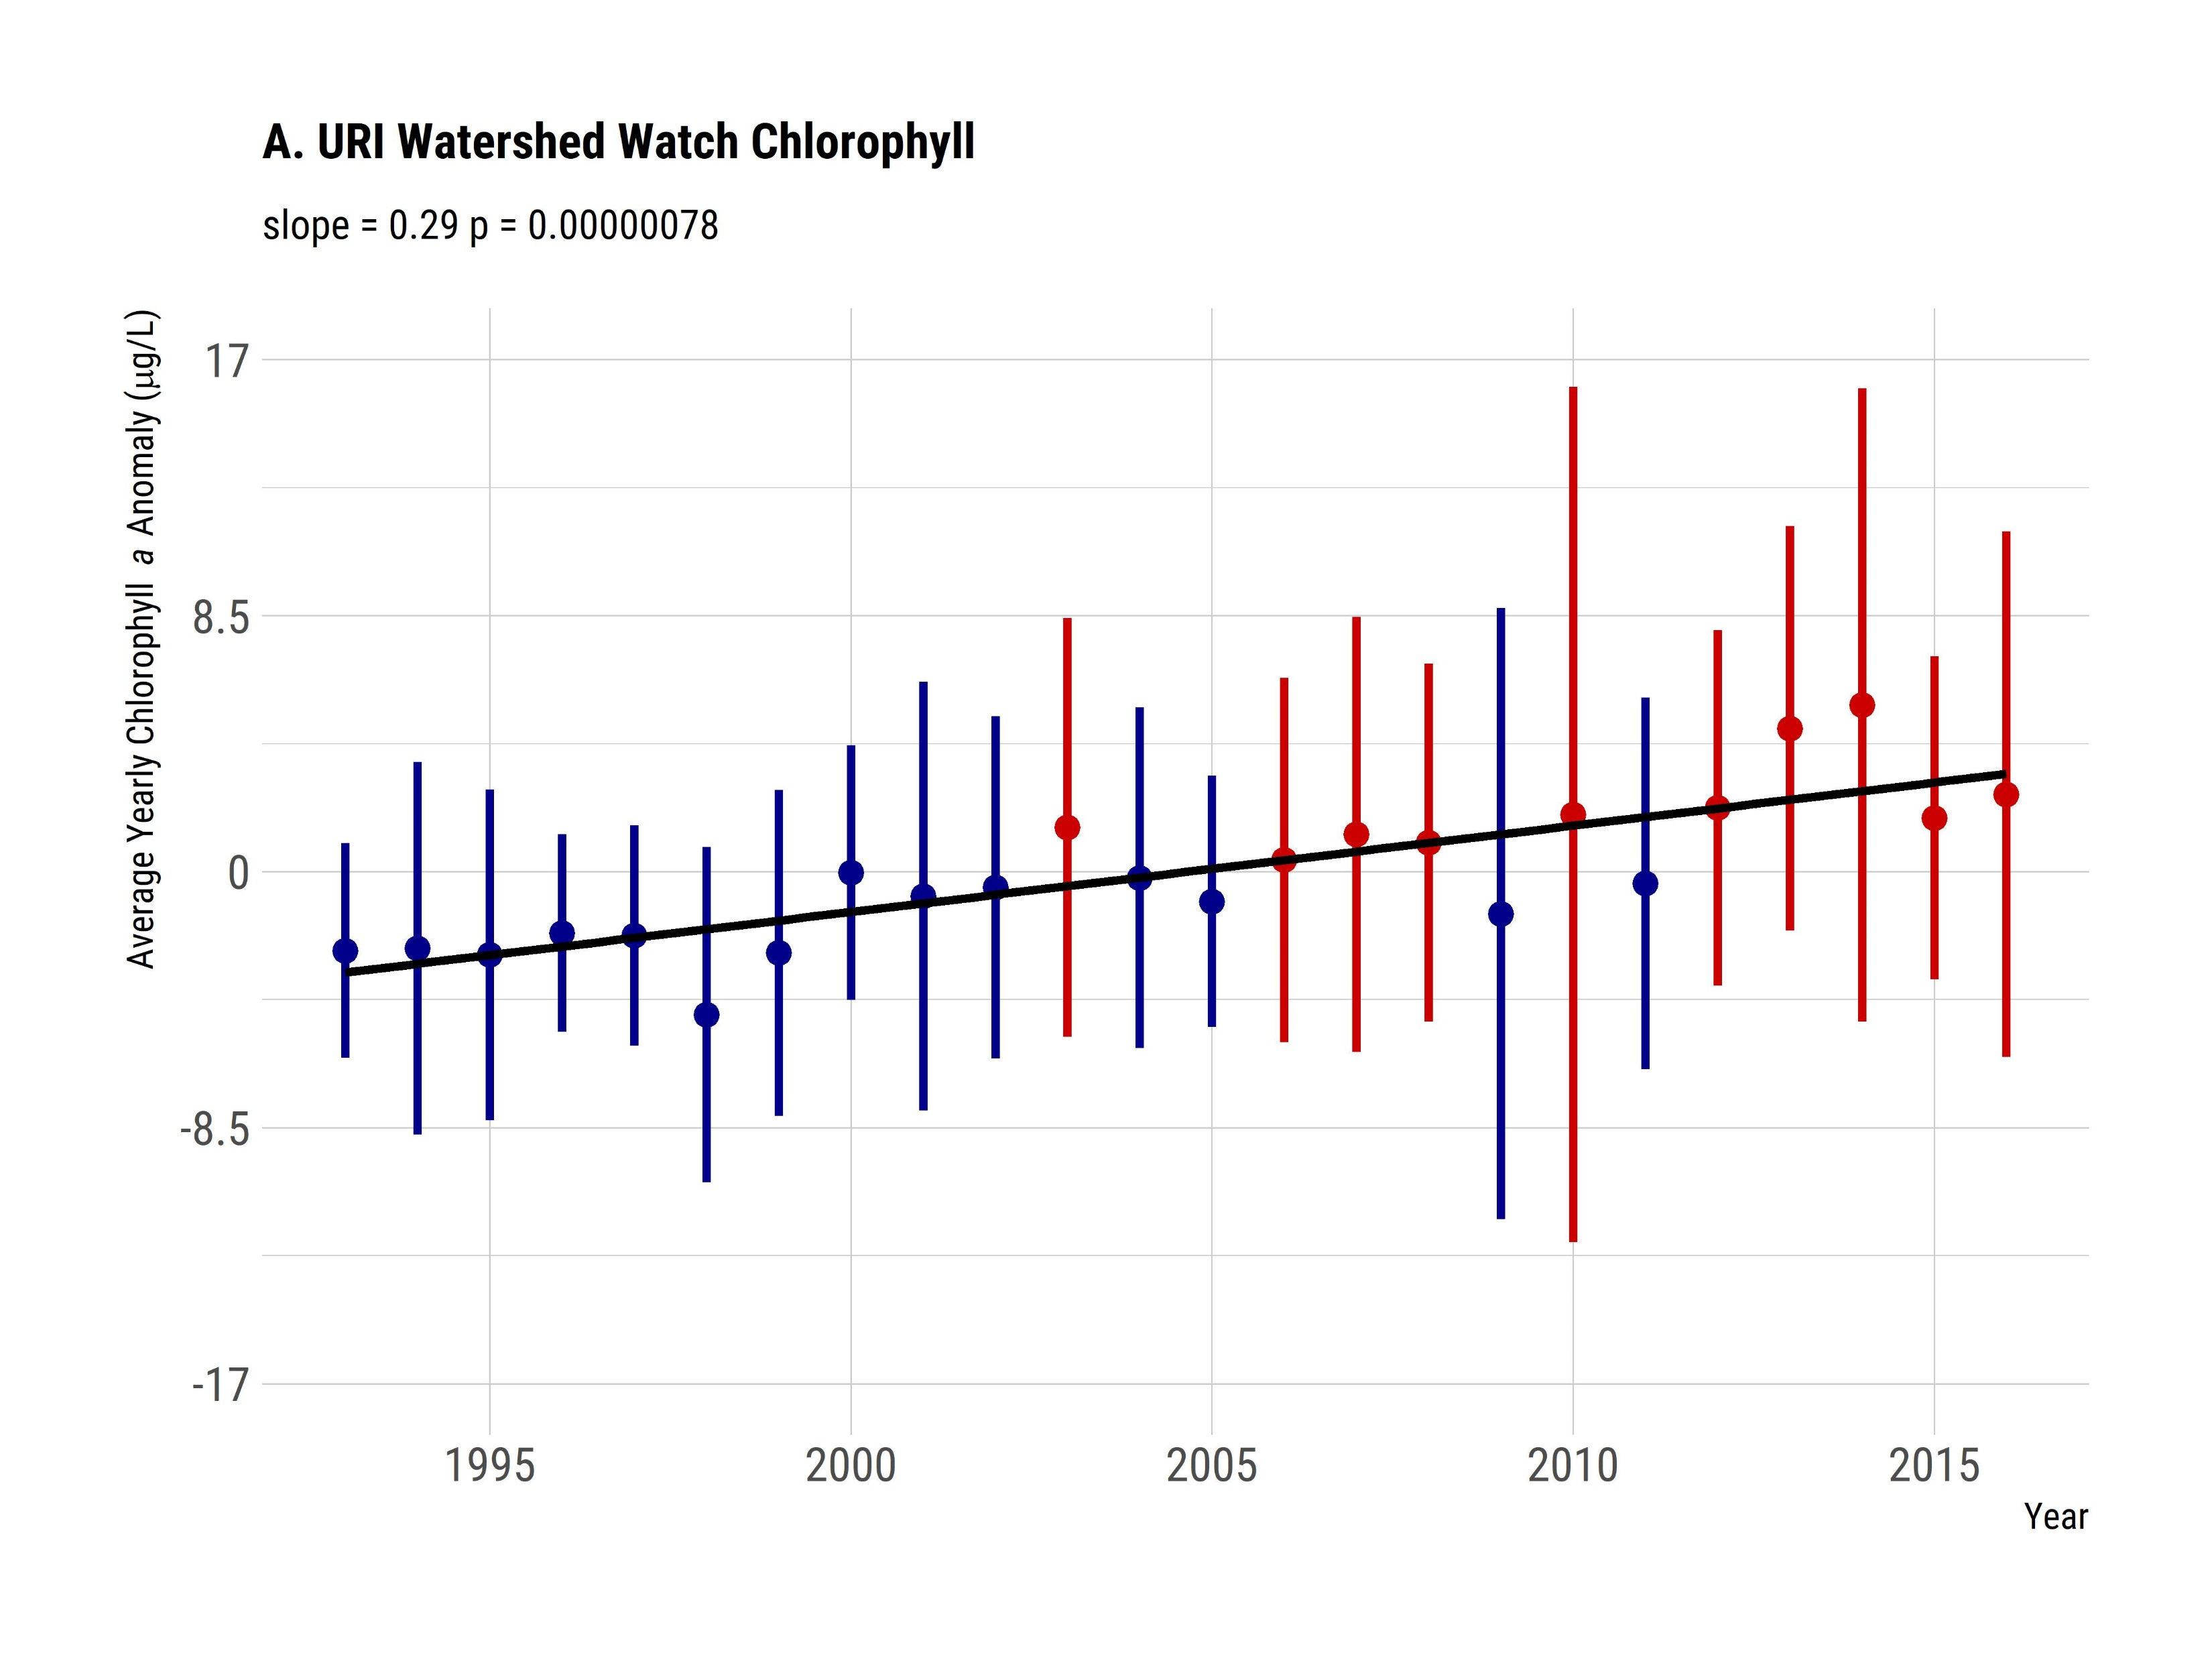 A. URI Watershed Watch Chlorophyll
slope = 0.29 p = 0.00000078
Average Yearly Chlorophyll a Anomaly (μg/L)
17
8.5
0
-8.5
-17
1995 2000 2005 2010 2015
Year